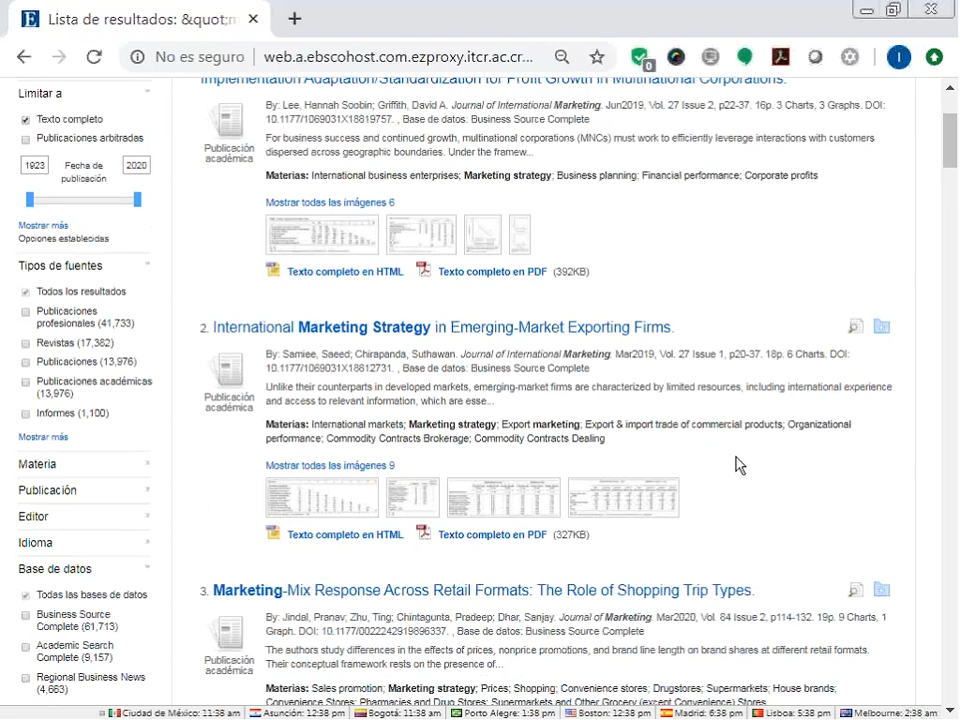 Lista de resultados: &quot;m
No es seguro
web.a.ebscohost.com.ezproxy.itcr.ac.cr...
0
I
Limitar a
Texto completo
Publicaciones arbitradas
1923
Fecha de publicación
2020
Mostrar más
Opciones establecidas
Tipos de fuentes
Todos los resultados
Publicaciones
profesionales (41,733)
Revistas (17,382)
Publicaciones (13,976)
Publicaciones académicas
(13,976)
Informes (1,100)
Mostrar más
Materia
Publicación
Editor
Idioma
Base de datos
Todas las bases de datos
Business Source
Complete (61,713)
Academic Search
Complete (9,157)
Regional Business News
(4,663)
Implementation Adaptation/Standardization for Profit Growth in Multinational Corporations.
Publicación
académica
By: Lee, Hannah Soobin; Griffith, David A. Journal of International Marketing. Jun2019, Vol. 27 Issue 2, p22-37. 16p. 3 Charts, 3 Graphs. DOI:
10.1177/1069031X18819757. , Base de datos: Business Source Complete
For business success and continued growth, multinational corporations (MNCs) must work to efficiently leverage interactions with customers
dispersed across geographic boundaries. Under the framew...
Materias: International business enterprises; Marketing strategy; Business planning; Financial performance; Corporate profits
Mostrar todas las imágenes 6
Texto completo en HTML Texto completo en PDF (392KB)
2. International Marketing Strategy in Emerging-Market Exporting Firms.
Publicación
académica
By: Samiee, Saeed; Chirapanda, Suthawan. Journal of International Marketing. Mar2019, Vol. 27 Issue 1, p20-37. 18p. 6 Charts. DOI:
10.1177/1069031X18812731. , Base de datos: Business Source Complete
Unlike their counterparts in developed markets, emerging-market firms are characterized by limited resources, including international experience
and access to relevant information, which are esse...
Materias: International markets; Marketing strategy; Export marketing; Export & import trade of commercial products; Organizational
performance; Commodity Contracts Brokerage; Commodity Contracts Dealing
Mostrar todas las imágenes 9
Texto completo en HTML Texto completo en PDF (327KB)
3. Marketing-Mix Response Across Retail Formats: The Role of Shopping Trip Types.
Publicación
académica
By: Jindal, Pranav; Zhu, Ting; Chintagunta, Pradeep; Dhar, Sanjay. Journal of Marketing. Mar2020, Vol. 84 Issue 2, p114-132. 19p. 9 Charts, 1
Graph. DOI: 10.1177/0022242919896337. , Base de datos: Business Source Complete
The authors study differences in the effects of prices, nonprice promotions, and brand line length on brand shares at different retail formats.
Their conceptual framework rests on the presence of...
Materias: Sales promotion; Marketing strategy; Prices; Shopping; Convenience stores; Drugstores; Supermarkets; House brands;
Convenience Stores; Pharmacies and Drug Stores; Supermarkets and Other Grocery (except Convenience) Stores
Ciudad de México: 11:38 am Asunción: 12:38 pm Bogotá: 11:38 am Porto Alegre: 1:38 pm Boston: 12:38 pm Madrid: 6:38 pm Lisboa: 5:38 pm Melbourne: 2:38 am